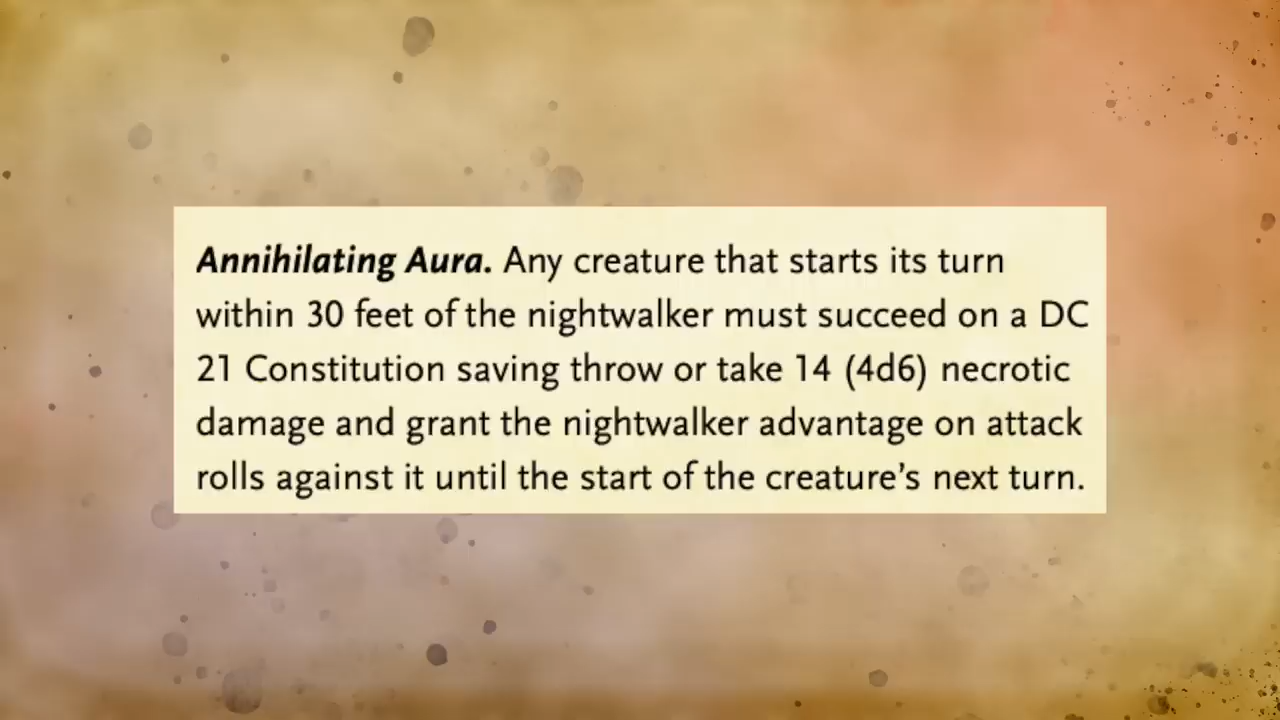 Annihilating Aura. Any creature that starts its turn
within 30 feet of the nightwalker must succeed on a DC
21 Constitution saving throw or take 14 (4d6) necrotic
damage and grant the nightwalker advantage on attack
rolls against it until the start of the creature’s next turn.